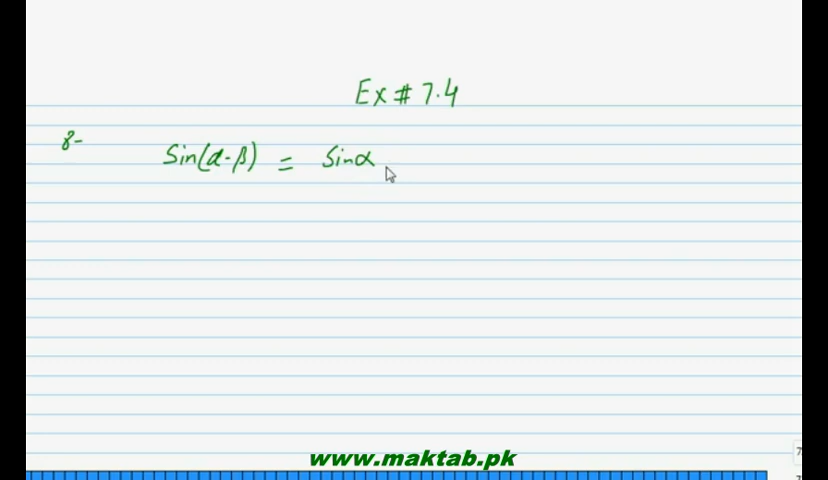 Ex # 7.4
8-
Sin(α-β) = Sinα
www.maktab.pk